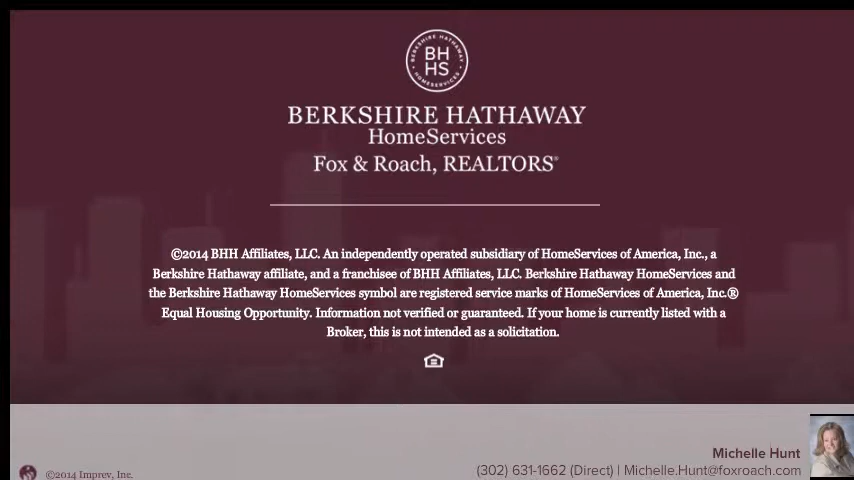 BERKSHIRE HATHAWAY
BH
HS
HOMESERVICES
BERKSHIRE HATHAWAY
HomeServices
Fox & Roach, REALTORS®
©2014 BHH Affiliates, LLC. An independently operated subsidiary of HomeServices of America, Inc., a
Berkshire Hathaway affiliate, and a franchisee of BHH Affiliates, LLC. Berkshire Hathaway HomeServices and
the Berkshire Hathaway HomeServices symbol are registered service marks of HomeServices of America, Inc.®
Equal Housing Opportunity. Information not verified or guaranteed. If your home is currently listed with a
Broker, this is not intended as a solicitation.
Michelle Hunt
(302) 631-1662 (Direct) | Michelle.Hunt@foxroach.com
©2014 Imprev, Inc.